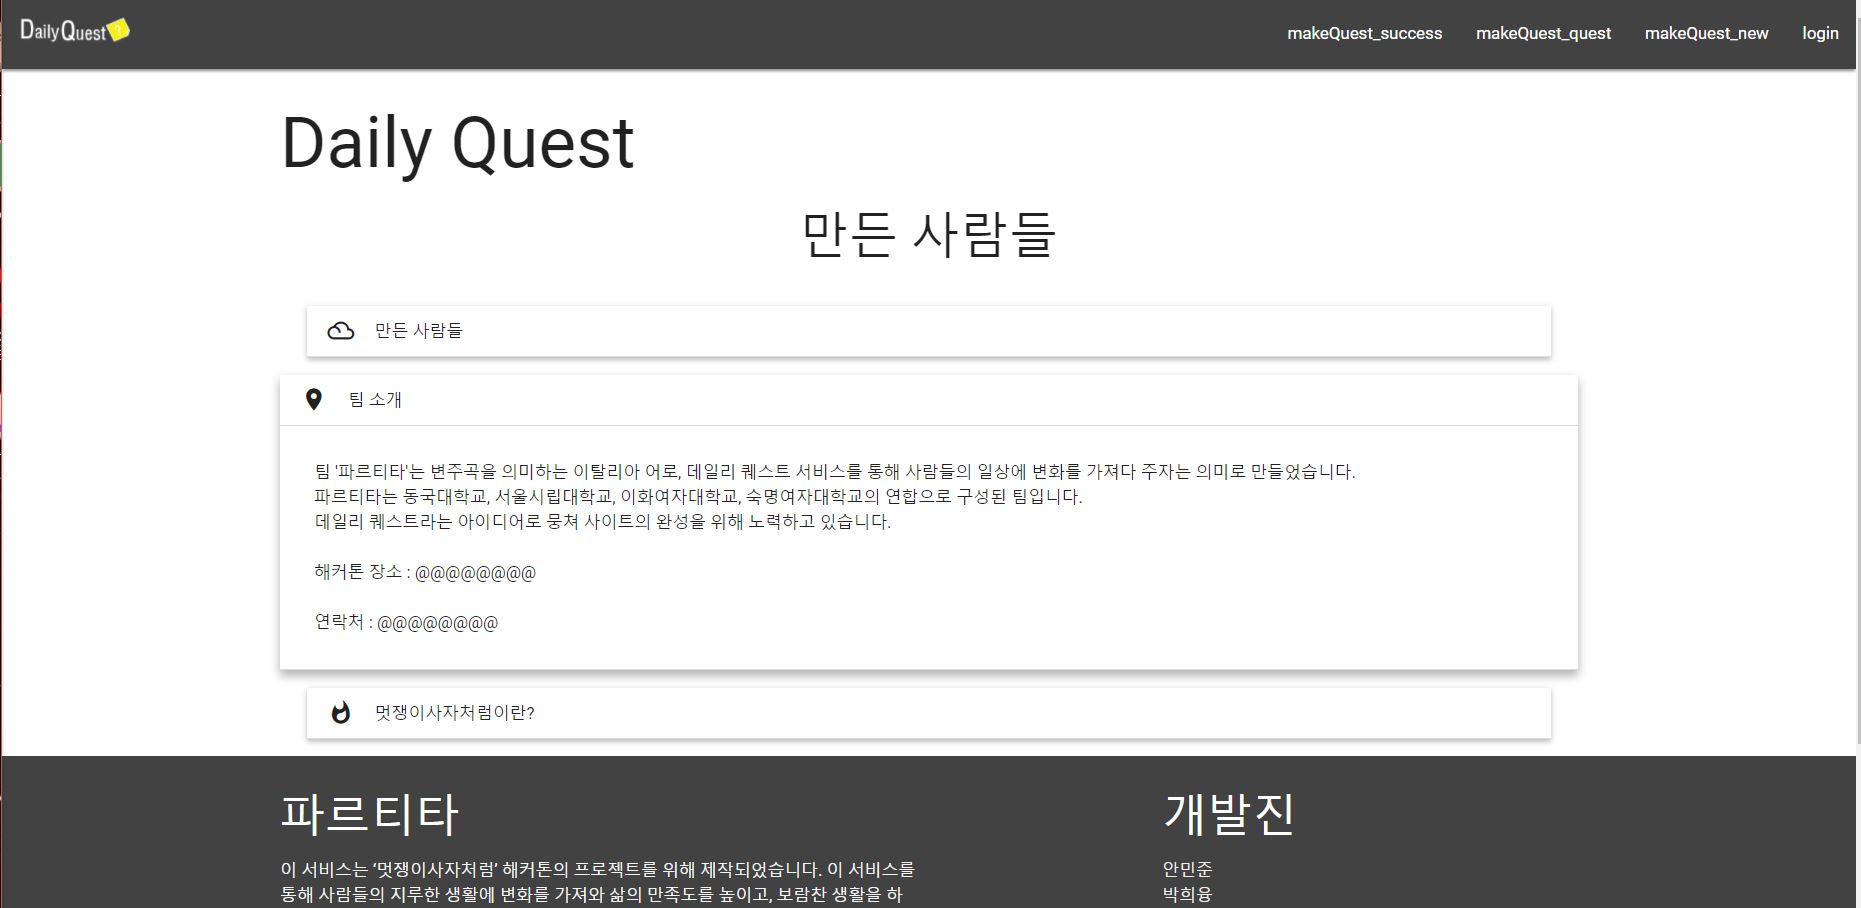 DailyQuest ?
makeQuest_success makeQuest_quest makeQuest_new login
Daily Quest
만든 사람들
만든 사람들
팀 소개
팀 '파르티타'는 변주곡을 의미하는 이탈리아 어로, 데일리 퀘스트 서비스를 통해 사람들의 일상에 변화를 가져다 주자는 의미로 만들었습니다.
파르티타는 동국대학교, 서울시립대학교, 이화여자대학교, 숙명여자대학교의 연합으로 구성된 팀입니다.
데일리 퀘스트라는 아이디어로 뭉쳐 사이트의 완성을 위해 노력하고 있습니다.
해커톤 장소 : @@@@@@@@
연락처 : @@@@@@@@
멋쟁이사자처럼이란?
파르티타
이 서비스는 ‘멋쟁이사자처럼’ 해커톤의 프로젝트를 위해 제작되었습니다. 이 서비스를
통해 사람들의 지루한 생활에 변화를 가져와 삶의 만족도를 높이고, 보람찬 생활을 하
개발진
안민준
박희융